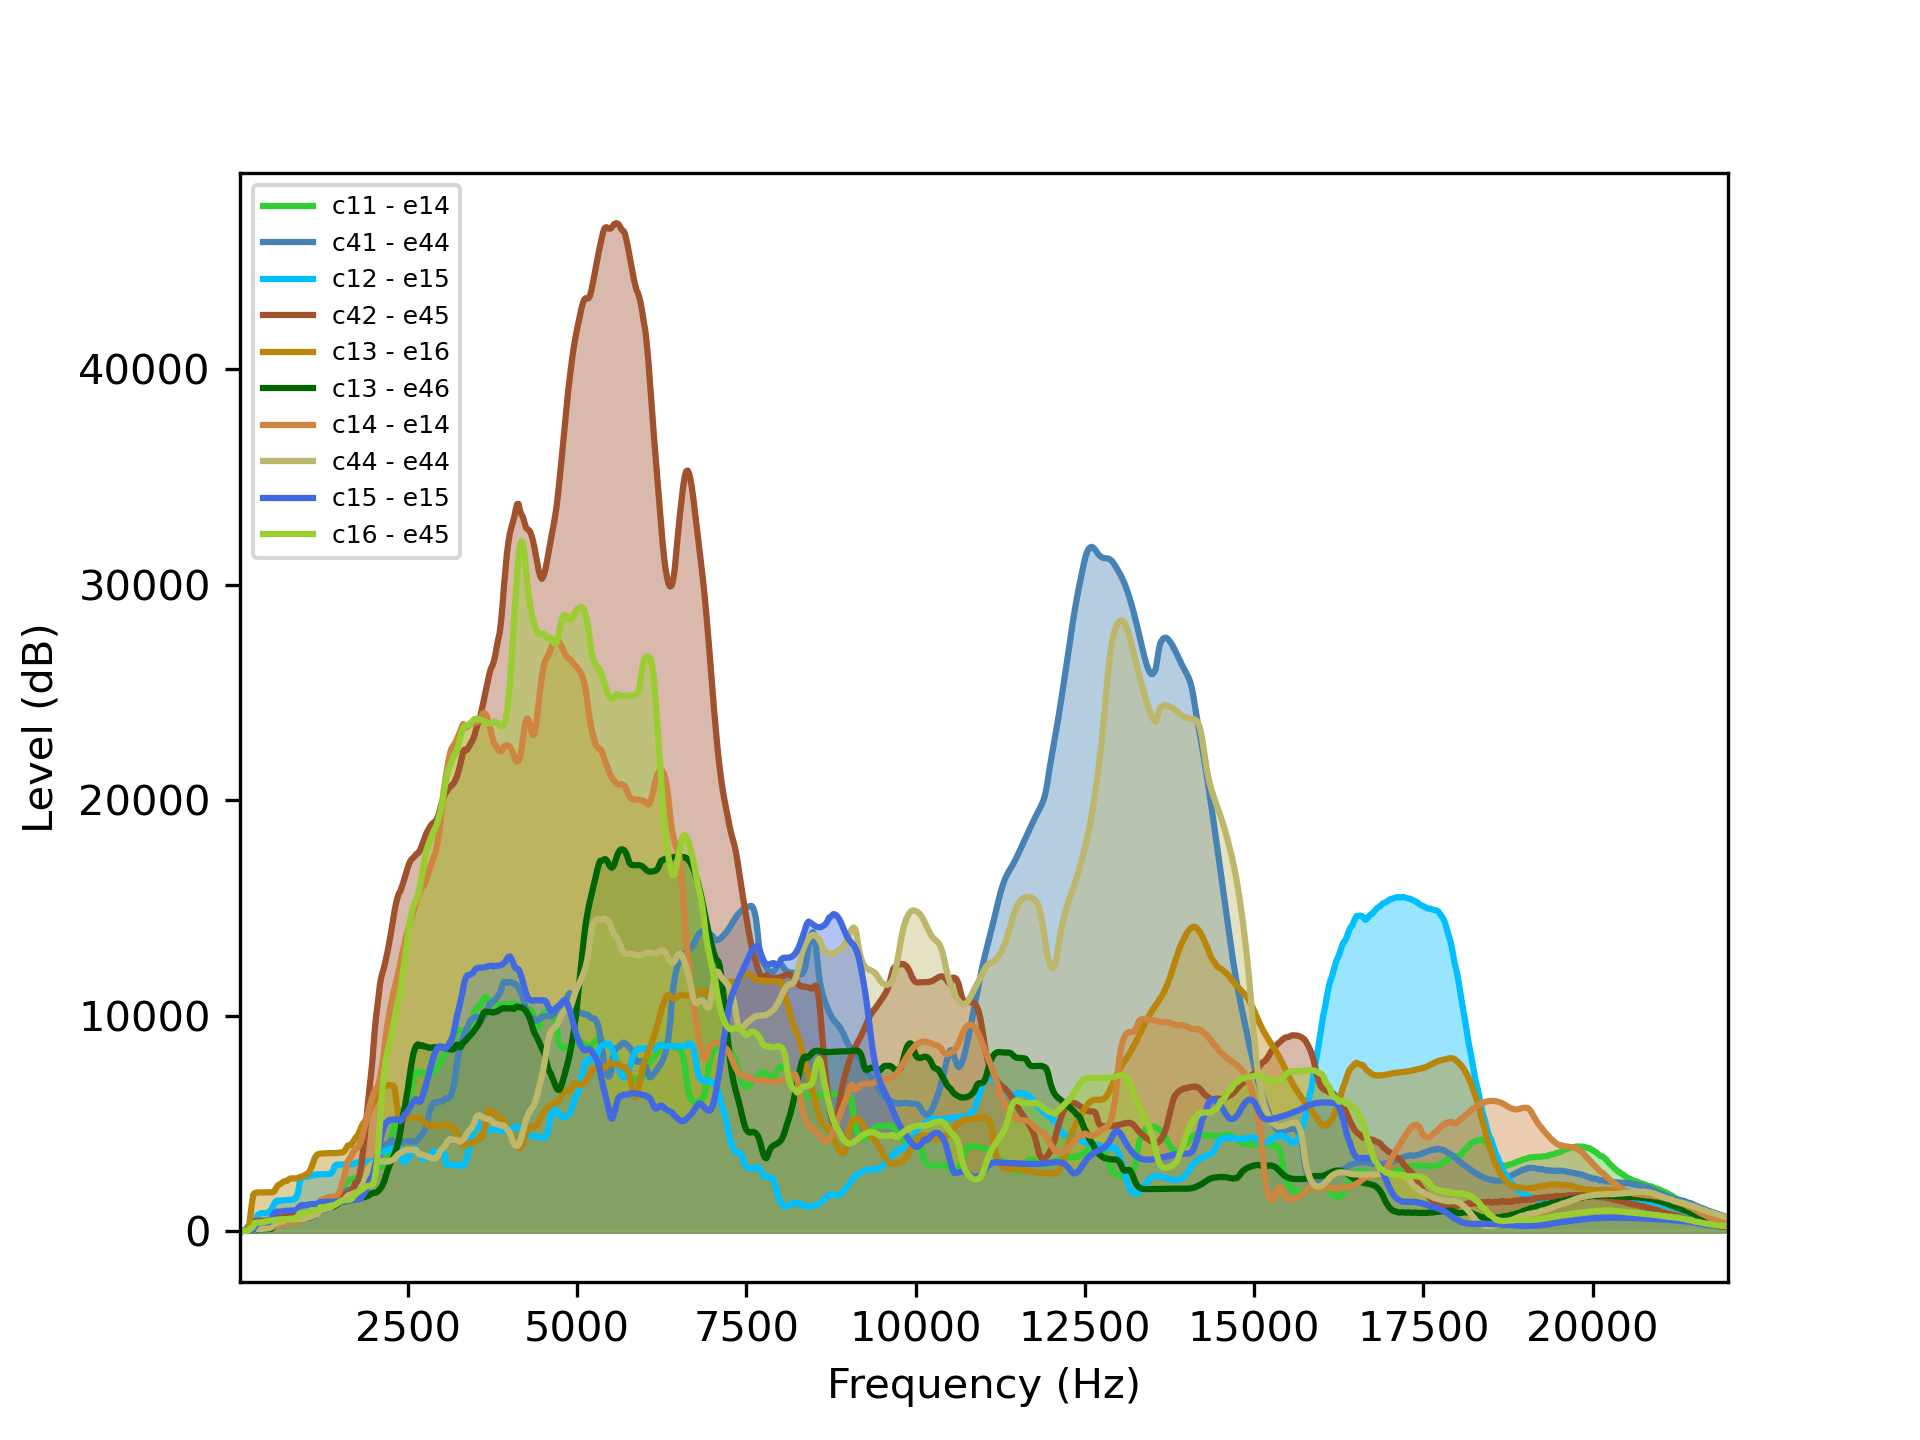 c11 - e14
c41 - e44
c12 - e15
c42 - e45
c13 - e16
c13 - e46
c14 - e14
c44 - e44
c15 - e15
c16 - e45
40000
30000
20000
10000
0
Level (dB)
2500 5000 7500 10000 12500 15000 17500 20000
Frequency (Hz)